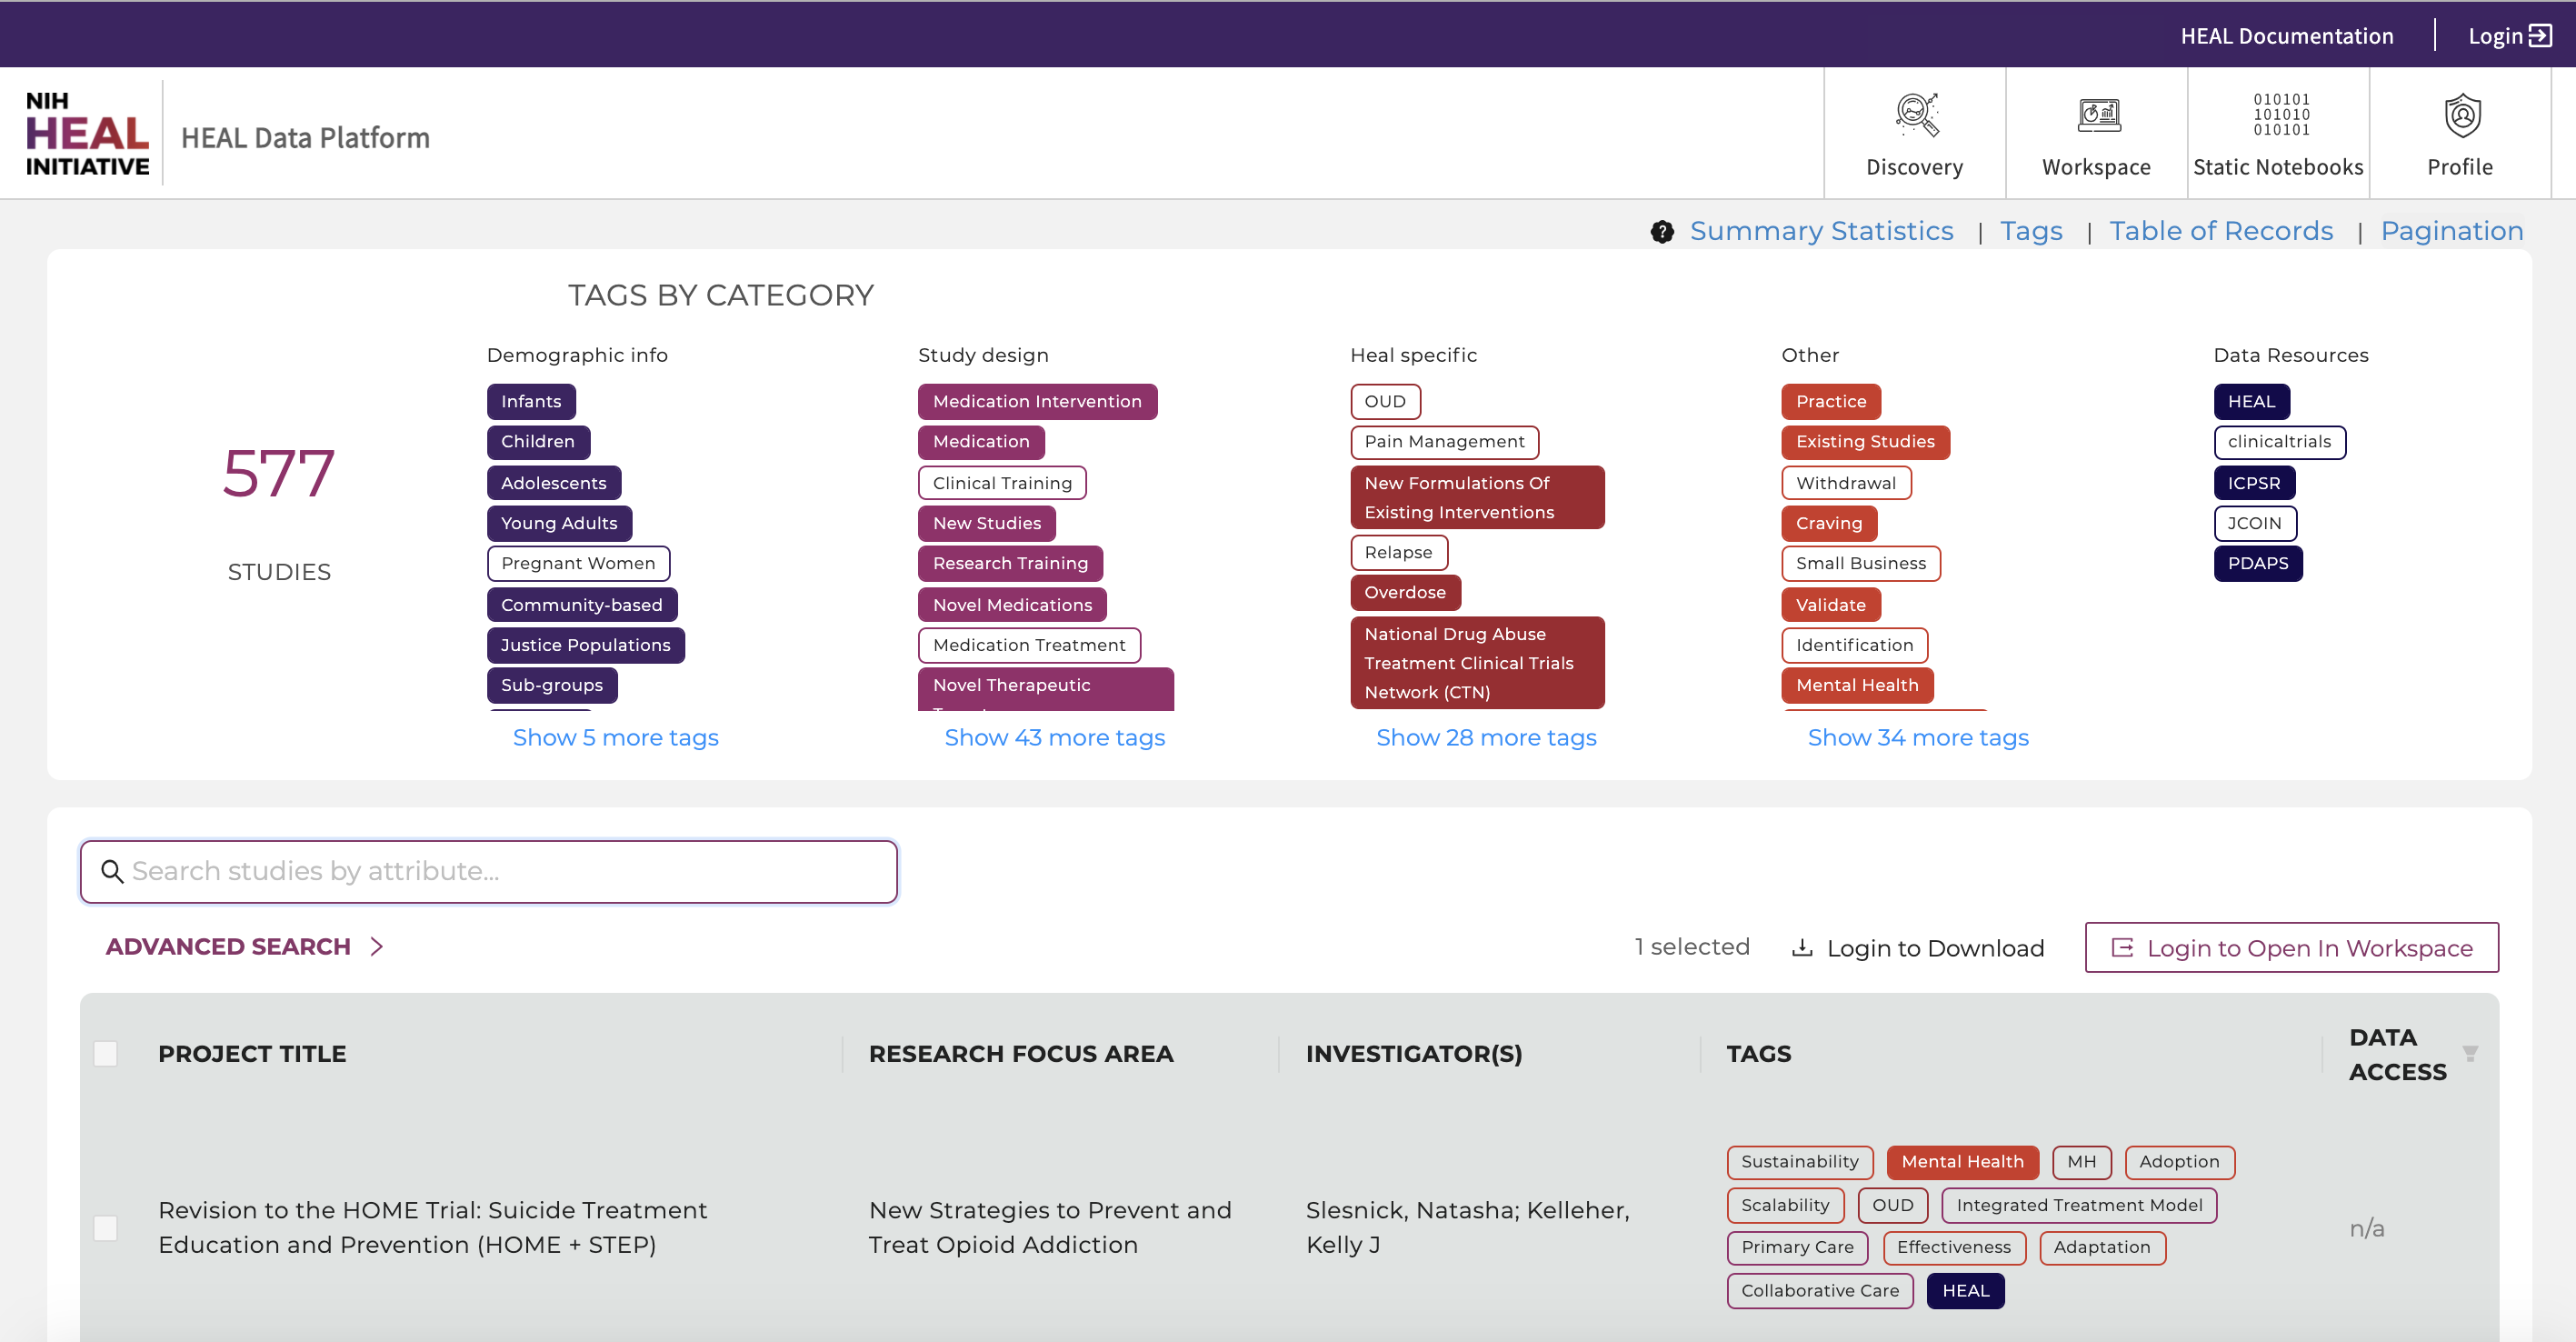 HEAL Documentation
Login
NIH
HEAL
INITIATIVE
HEAL Data Platform
Discovery
Workspace
010101
101010
010101
Static Notebooks
Profile
? Summary Statistics | Tags | Table of Records | Pagination
TAGS BY CATEGORY
577
STUDIES
Demographic info
Infants
Children
Adolescents
Young Adults
Pregnant Women
Community-based
Justice Populations
Sub-groups
Show 5 more tags
Study design
Medication Intervention
Medication
Clinical Training
New Studies
Research Training
Novel Medications
Medication Treatment
Novel Therapeutic
Show 43 more tags
Heal specific
OUD
Pain Management
New Formulations Of
Existing Interventions
Relapse
Overdose
National Drug Abuse
Treatment Clinical Trials
Network (CTN)
Show 28 more tags
Other
Practice
Existing Studies
Withdrawal
Craving
Small Business
Validate
Identification
Mental Health
Show 34 more tags
Data Resources
HEAL
clinicaltrials
ICPSR
JCOIN
PDAPS
Search studies by attribute...
ADVANCED SEARCH
1 selected
Login to Download
Login to Open In Workspace
PROJECT TITLE
RESEARCH FOCUS AREA
INVESTIGATOR(S)
TAGS
DATA
ACCESS
Revision to the HOME Trial: Suicide Treatment
Education and Prevention (HOME + STEP)
New Strategies to Prevent and
Treat Opioid Addiction
Slesnick, Natasha; Kelleher,
Kelly J
Sustainability Mental Health MH Adoption
Scalability OUD Integrated Treatment Model
Primary Care Effectiveness Adaptation
Collaborative Care HEAL
n/a